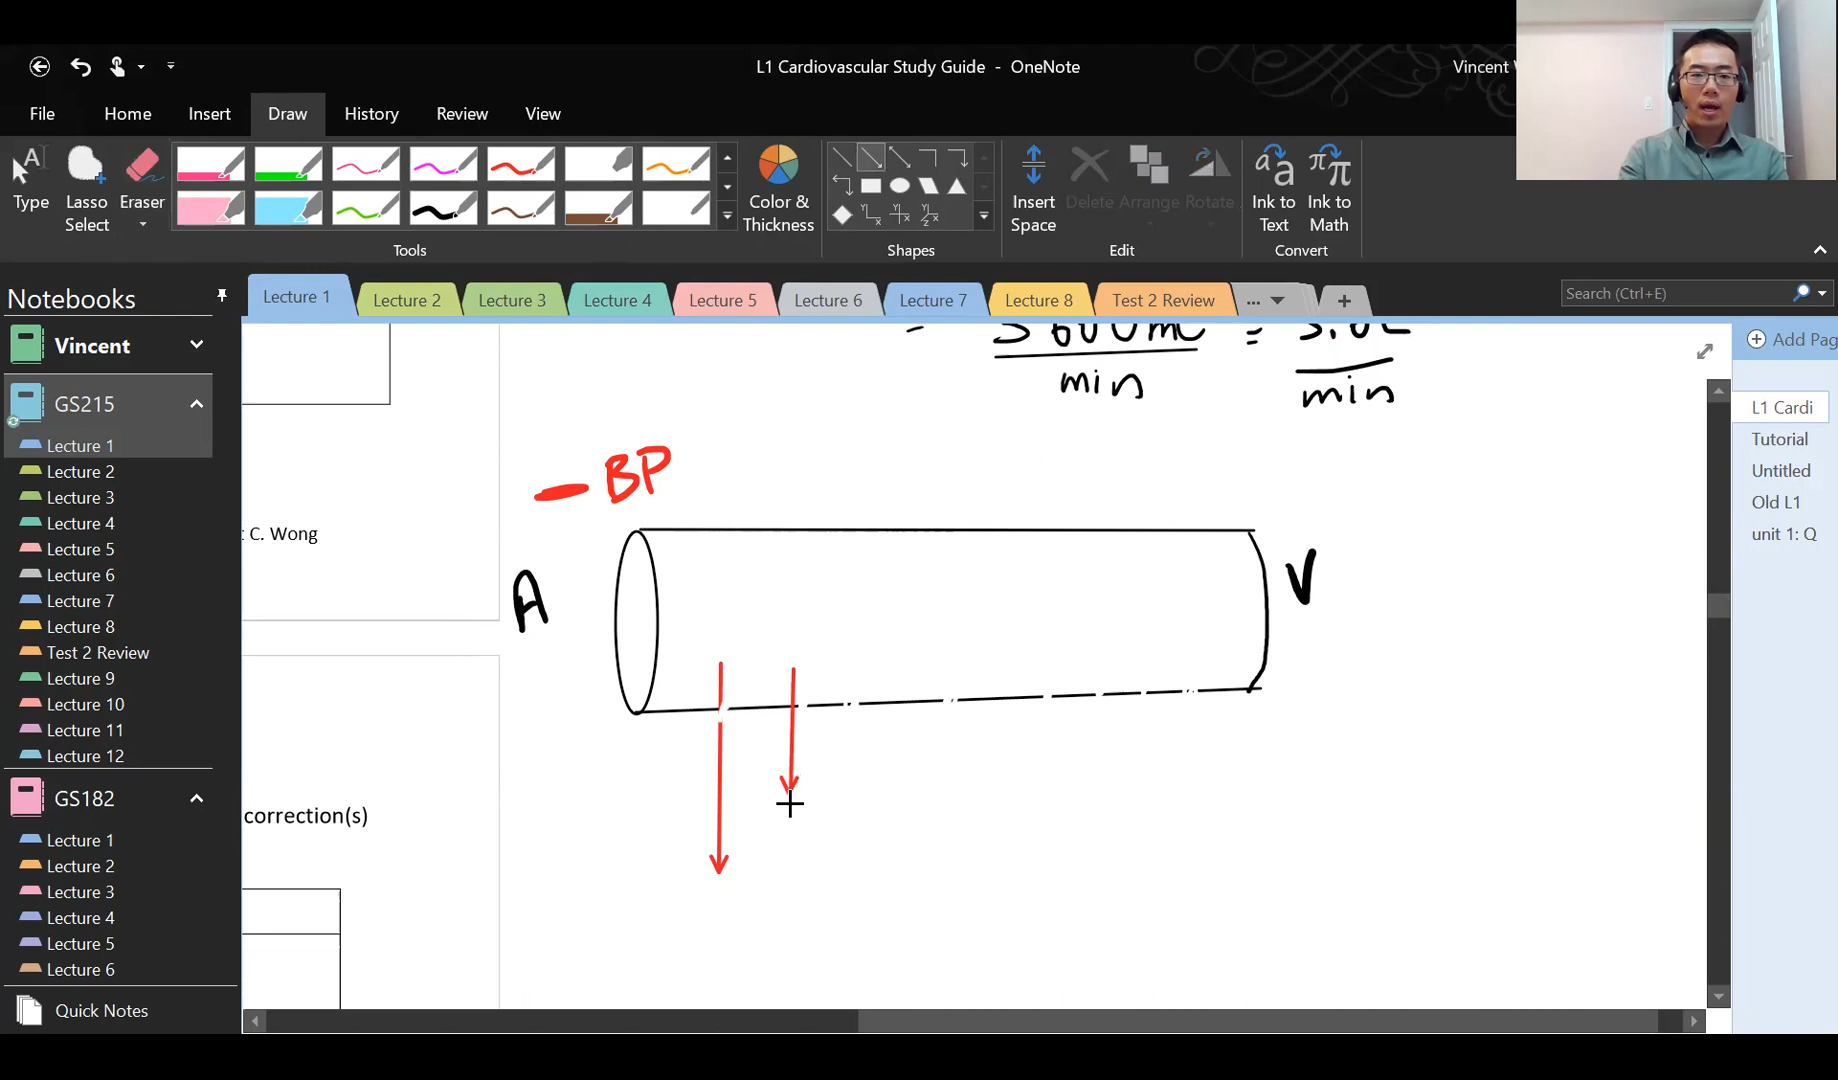 L1 Cardiovascular Study Guide - OneNote
Vincent
File Home Insert Draw History Review View
Type
Lasso Select
Eraser
Color & Thickness
Insert Space
Delete Arrange Rotate
Ink to Text
Ink to Math
Tools Shapes Edit Convert
Notebooks
Lecture 1 Lecture 2 Lecture 3 Lecture 4 Lecture 5 Lecture 6 Lecture 7 Lecture 8 Test 2 Review ...
Search (Ctrl+E)
Vincent
GS215
Lecture 1
Lecture 2
Lecture 3
Lecture 4
Lecture 5
Lecture 6
Lecture 7
Lecture 8
Test 2 Review
Lecture 9
Lecture 10
Lecture 11
Lecture 12
GS182
Lecture 1
Lecture 2
Lecture 3
Lecture 4
Lecture 5
Lecture 6
Quick Notes
C. Wong
correction(s)
=
min
=
min
BP
A
V
Add Pag
L1 Cardi
Tutorial
Untitled
Old L1
unit 1: Q